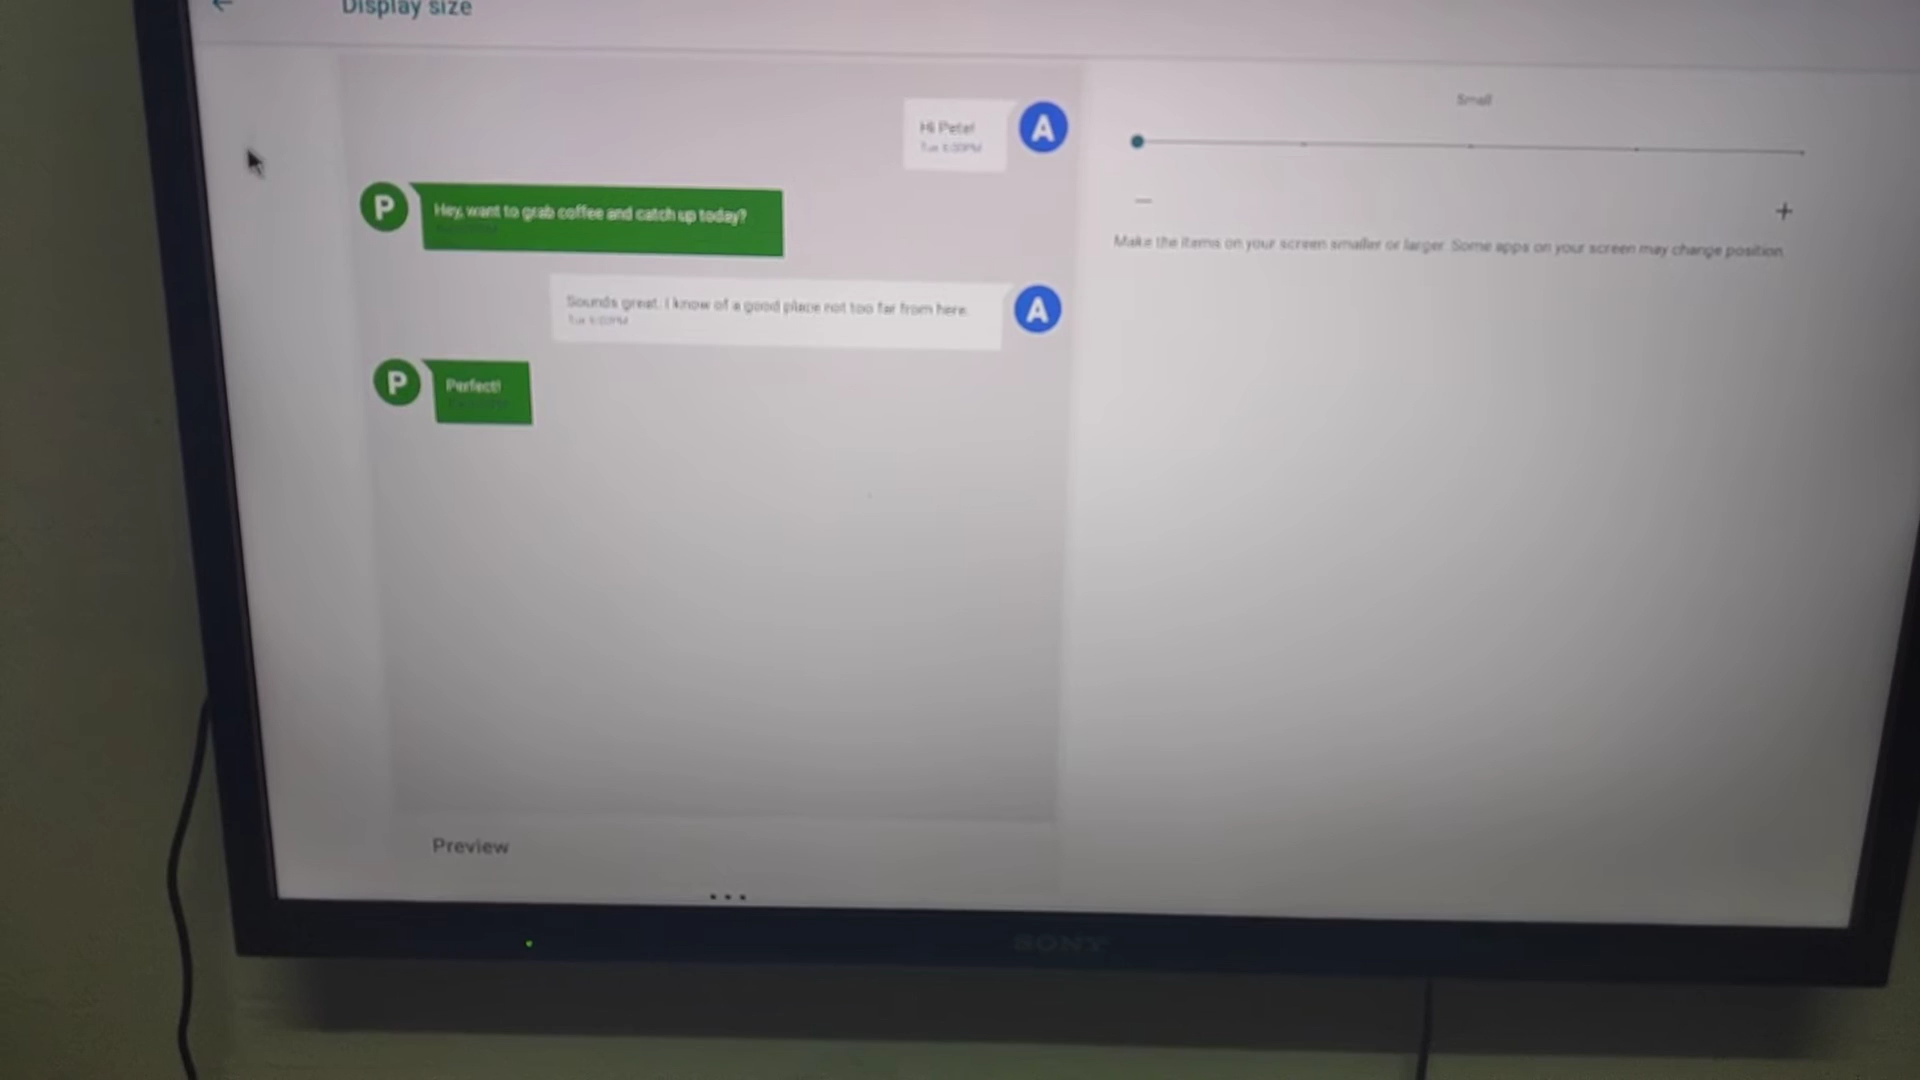 Display size
Small
Hi Pete!
A
P
Hey, want to grab coffee and catch up today?
Make the items on your screen smaller or larger. Some apps on your screen may change position.
Sounds great. I know of a good place not too far from here.
A
P
Perfect!
Preview
SONY